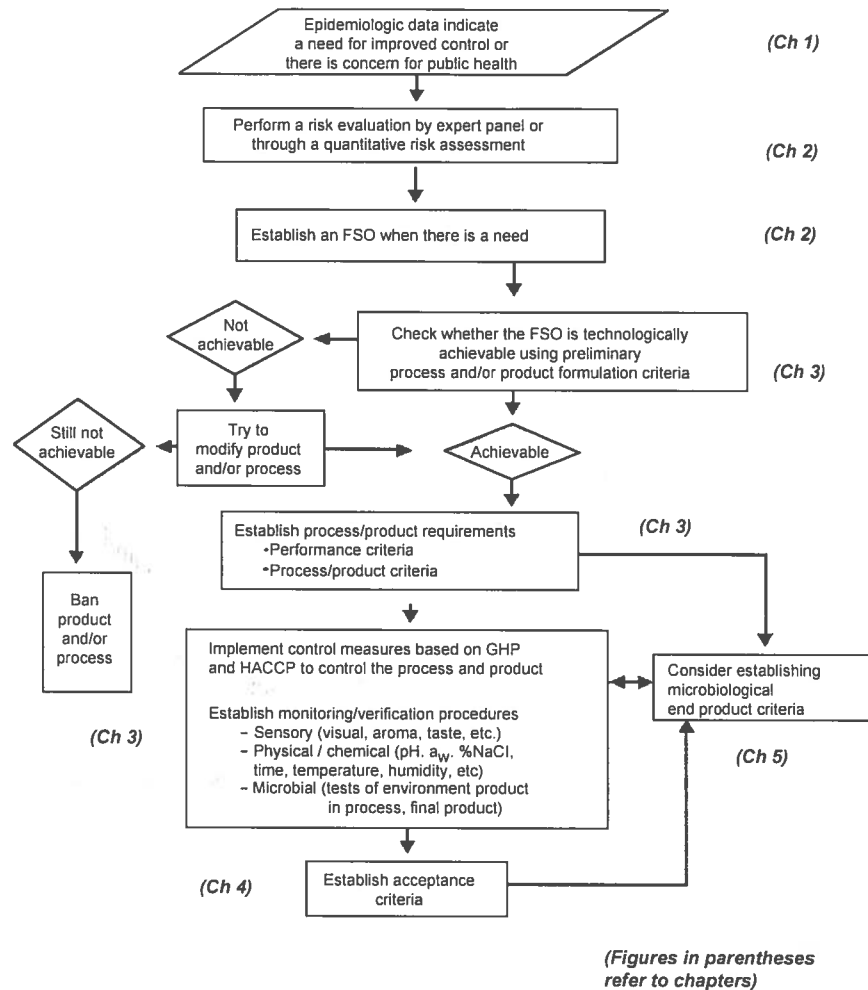 Epidemiologic data indicate
a need for improved control or
there is concern for public health
(Ch 1)
Perform a risk evaluation by expert panel or
through a quantitative risk assessment
(Ch 2)
Establish an FSO when there is a need
(Ch 2)
Not
achievable
Check whether the FSO is technologically
achievable using preliminary
process and/or product formulation criteria
(Ch 3)
Still not
achievable
Try to
modify product
and/or process
Achievable
Establish process/product requirements
•Performance criteria
•Process/product criteria
(Ch 3)
Ban
product
and/or
process
(Ch 3)
Implement control measures based on GHP
and HACCP to control the process and product
Establish monitoring/verification procedures
– Sensory (visual, aroma, taste, etc.)
– Physical / chemical (pH. aw. %NaCl,
time, temperature, humidity, etc)
– Microbial (tests of environment product
in process, final product)
Consider establishing
microbiological
end product criteria
(Ch 5)
(Ch 4)
Establish acceptance
criteria
(Figures in parentheses
refer to chapters)